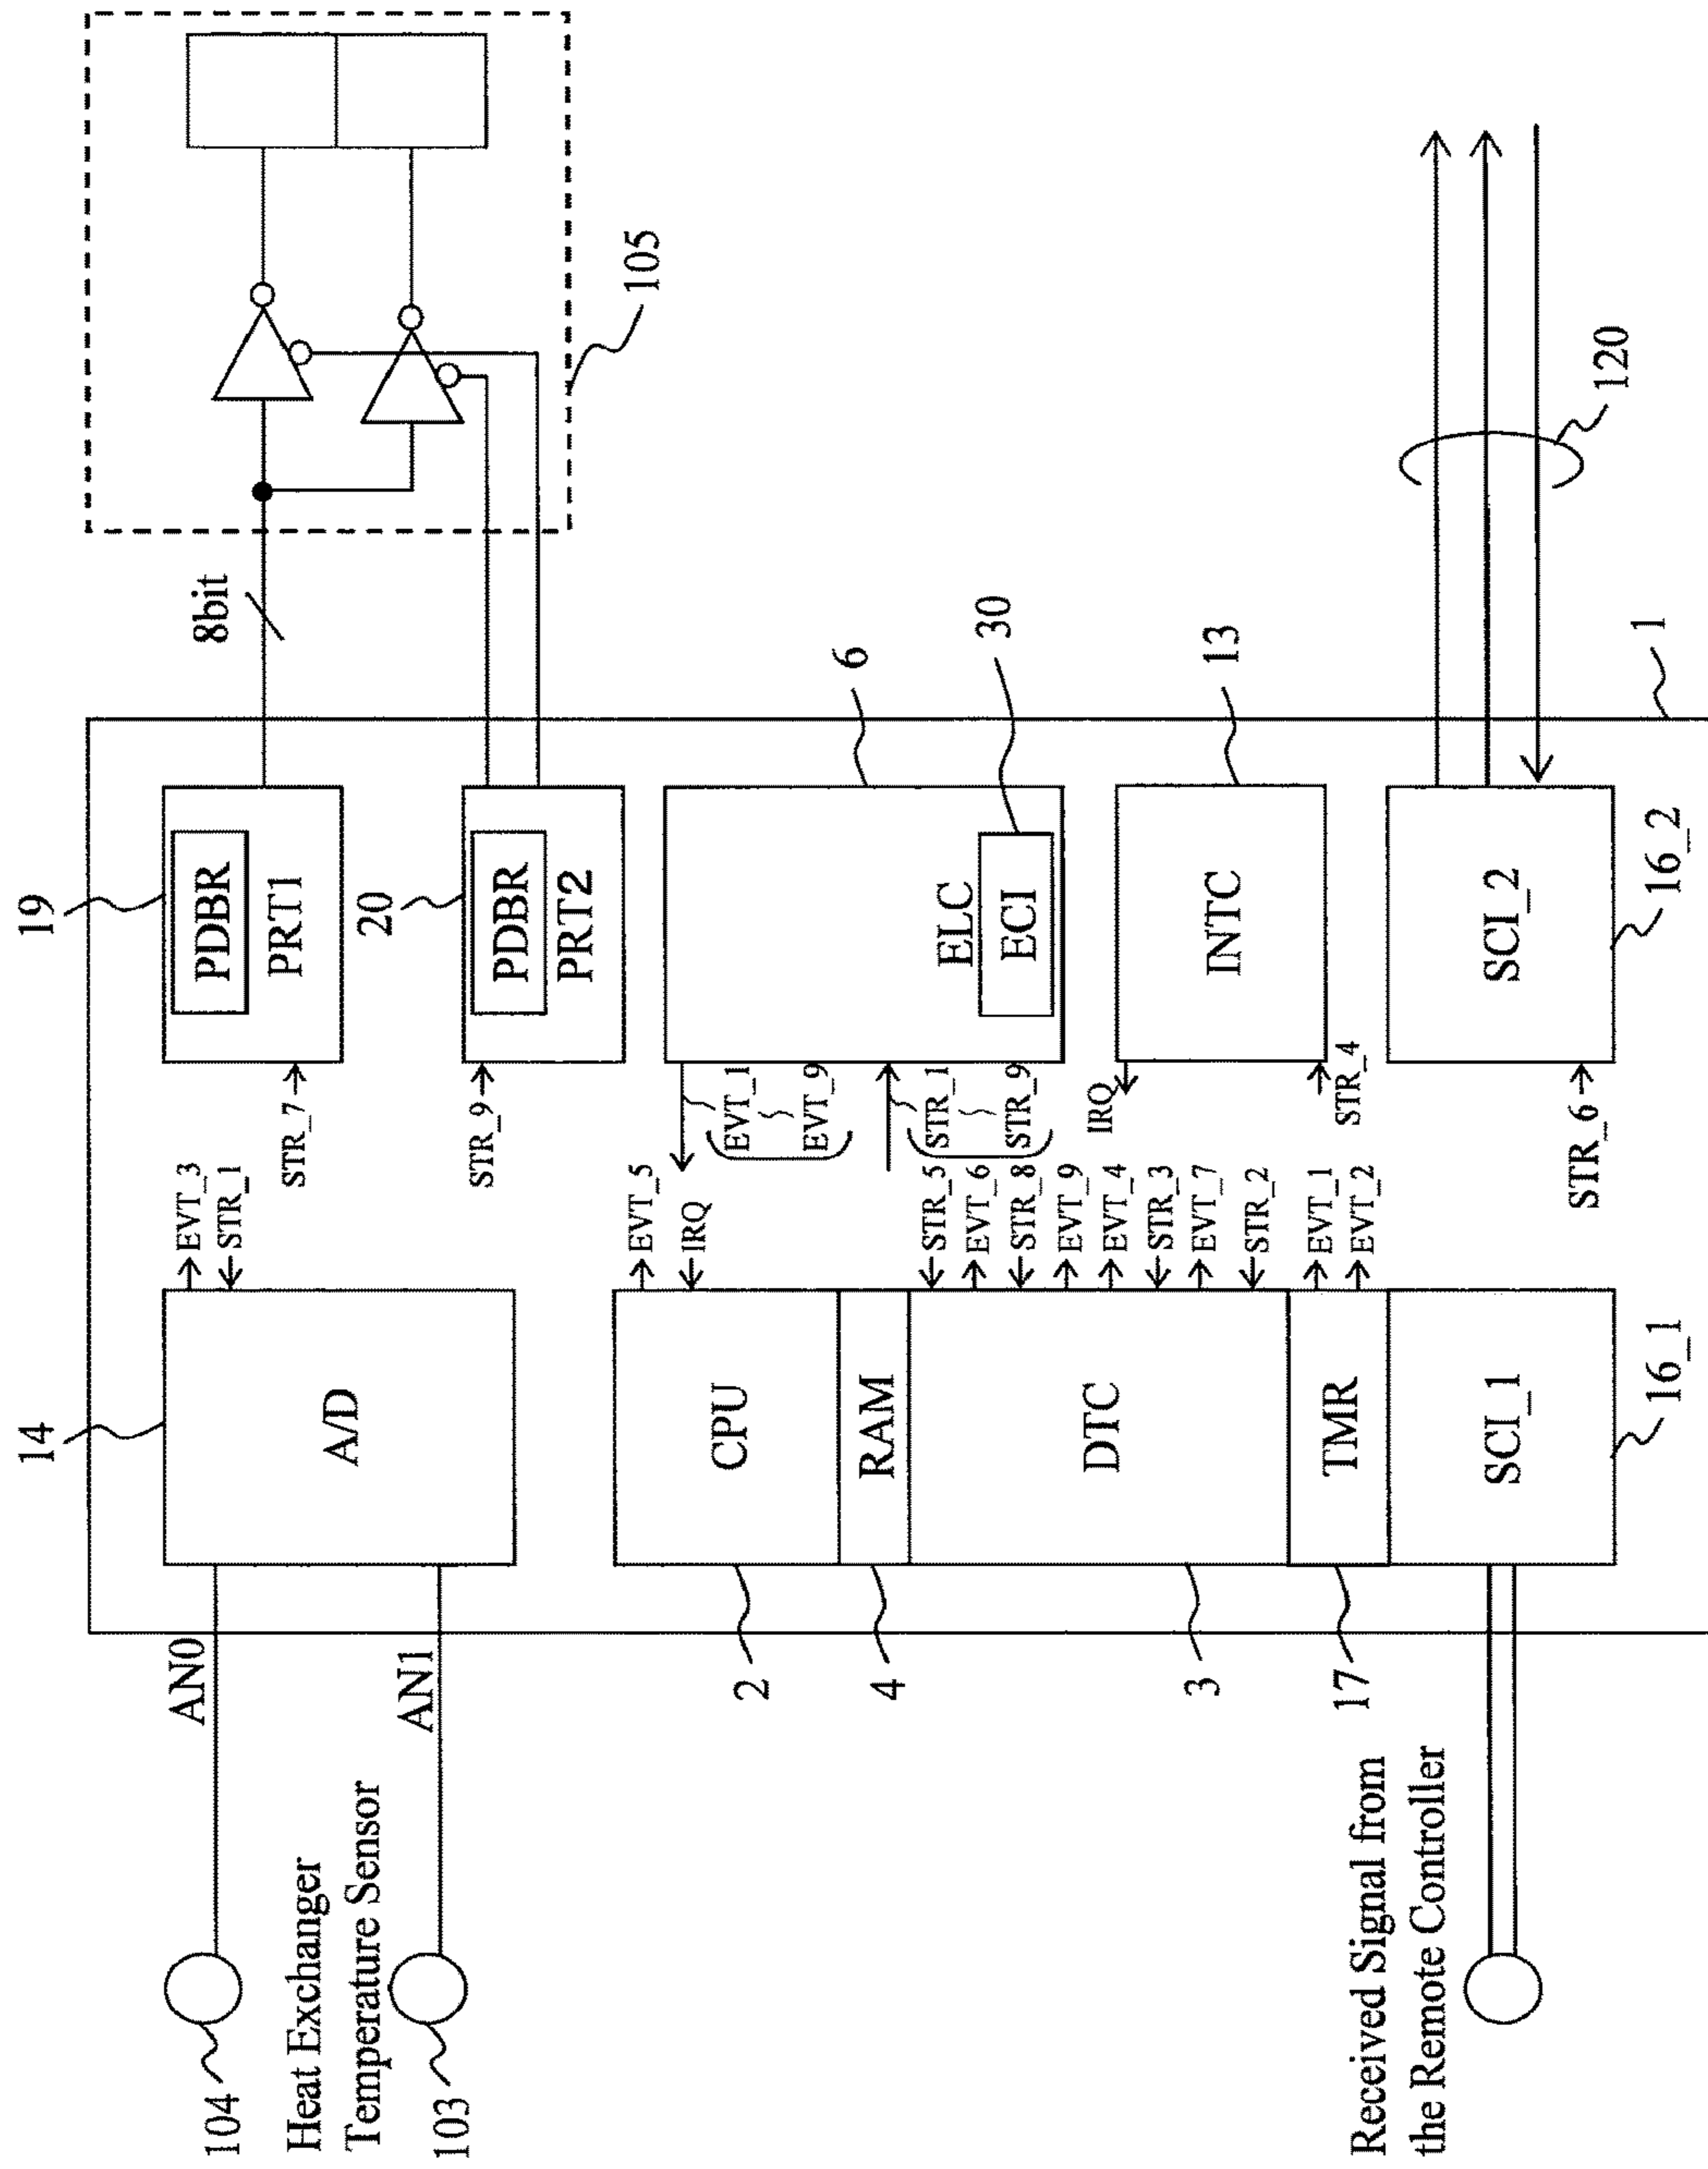 104
Heat Exchanger
Temperature Sensor
103
AN0
AN1
14
A/D
EVT_3
STR_1
STR_7
19
PDBR
PRT1
8bit
STR_9
20
PDBR
PRT2
105
2
CPU
EVT_5
IRQ
4
RAM
3
DTC
STR_5
EVT_6
STR_8
EVT_9
EVT_4
STR_3
EVT_7
STR_2
17
TMR
EVT_1
EVT_2
SCI_1
16_1
Received Signal from
the Remote Controller
EVT_1
EVT_9
STR_1
STR_9
ELC
ECI
6
30
IRQ
STR_4
INTC
13
STR_6
SCI_2
16_2
1
120